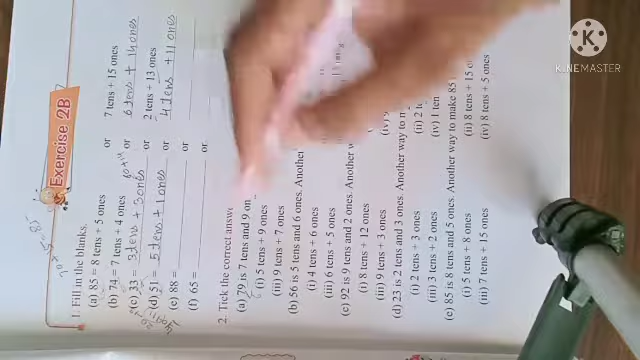 KINEMASTER
Exercise 2B
1. Fill in the blanks.
(a) 85 = 8 tens + 5 ones or 7 tens + 15 ones
(b) 74 = 7 tens + 4 ones or 6 tens + 14 ones
(c) 33 = 3 tens + 3 ones or 2 tens + 13 ones
(d) 51 = 5 tens + 1 ones or 4 tens + 11 ones
(e) 88 = or
(f) 65 = or
2. Tick the correct answe
(a) 79 is 7 tens and 9 on
(i) 5 tens + 9 ones
(iii) 9 tens + 7 ones
(b) 56 is 5 tens and 6 ones. Another
(i) 4 tens + 6 ones
(iii) 6 tens + 5 ones
(c) 92 is 9 tens and 2 ones. Another w
(i) 8 tens + 12 ones
(iii) 9 tens + 3 ones
(d) 23 is 2 tens and 3 ones. Another way to m
(i) 2 tens + 3 ones (ii) 2 t
(iii) 3 tens + 2 ones (iv) 1 ten
(e) 85 is 8 tens and 5 ones. Another way to make 85 i
(i) 5 tens + 8 ones (ii) 8 tens + 15 o
(iii) 7 tens + 15 ones (iv) 8 tens + 5 ones